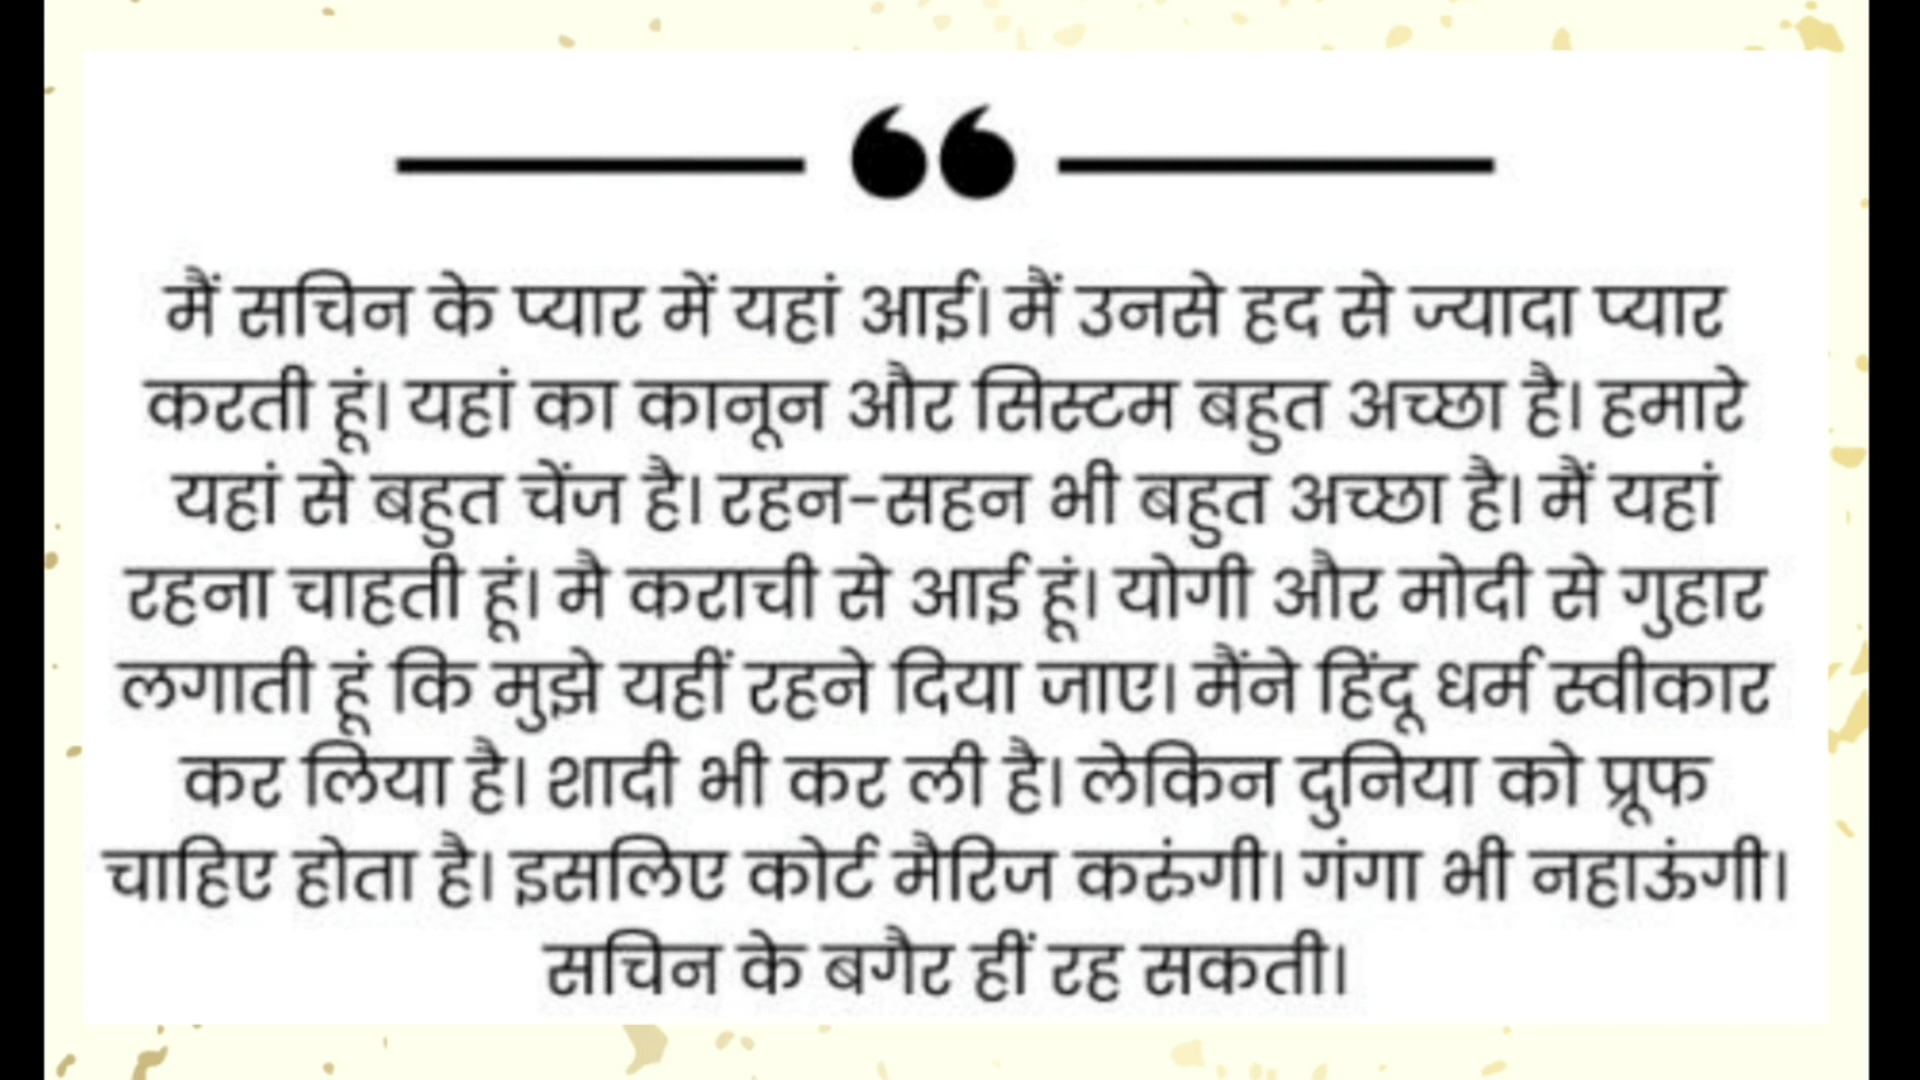 ❝
मैं सचिन के प्यार में यहां आई। मैं उनसे हद से ज्यादा प्यार
करती हूं। यहां का कानून और सिस्टम बहुत अच्छा है। हमारे
यहां से बहुत चेंज है। रहन-सहन भी बहुत अच्छा है। मैं यहां
रहना चाहती हूं। मै कराची से आई हूं। योगी और मोदी से गुहार
लगाती हूं कि मुझे यहीं रहने दिया जाए। मैंने हिंदू धर्म स्वीकार
कर लिया है। शादी भी कर ली है। लेकिन दुनिया को प्रूफ
चाहिए होता है। इसलिए कोर्ट मैरिज करुंगी। गंगा भी नहाऊंगी।
सचिन के बगैर हीं रह सकती।